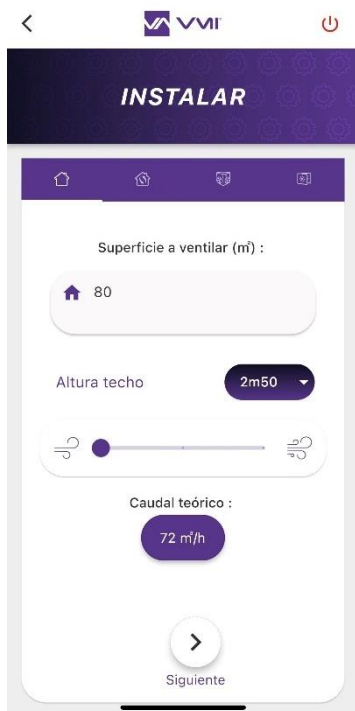 VMI
INSTALAR
Superficie a ventilar (㎡) :
80
Altura techo
2m50
Caudal teórico :
72 ㎥/h
Siguiente